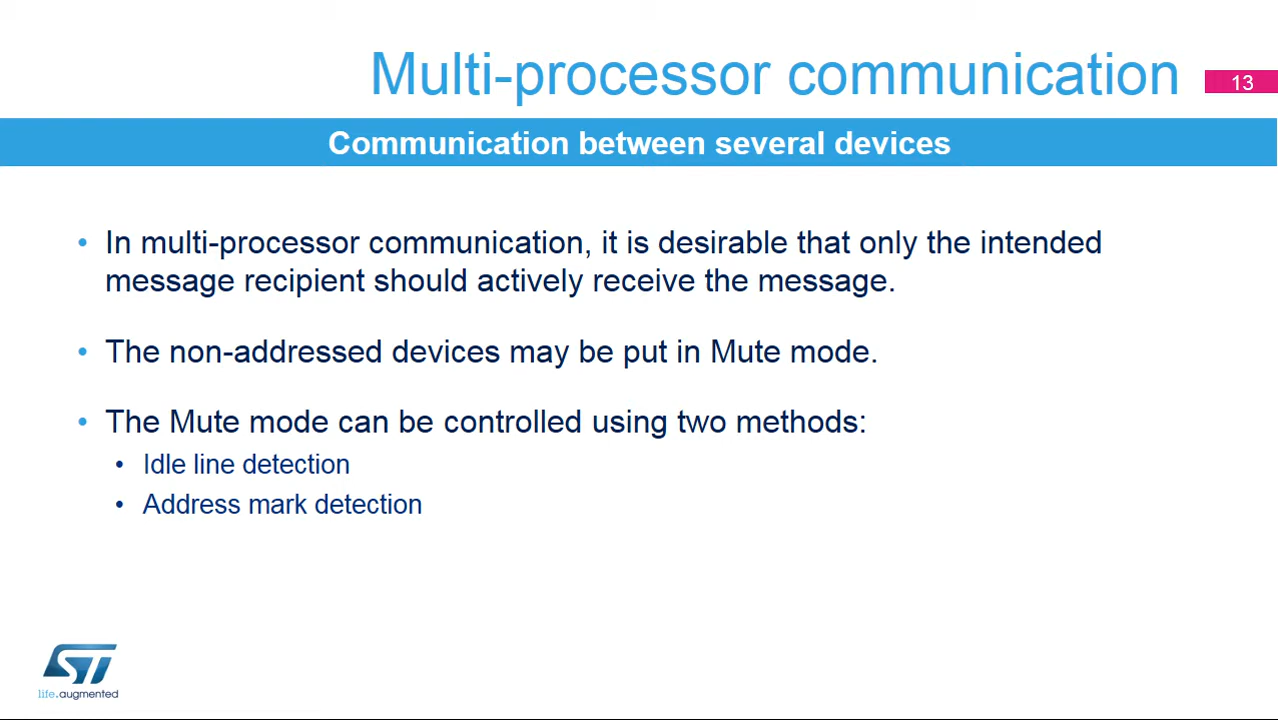 Multi-processor communication
13
Communication between several devices
• In multi-processor communication, it is desirable that only the intended
message recipient should actively receive the message.
• The non-addressed devices may be put in Mute mode.
• The Mute mode can be controlled using two methods:
• Idle line detection
• Address mark detection
ST
life.augmented